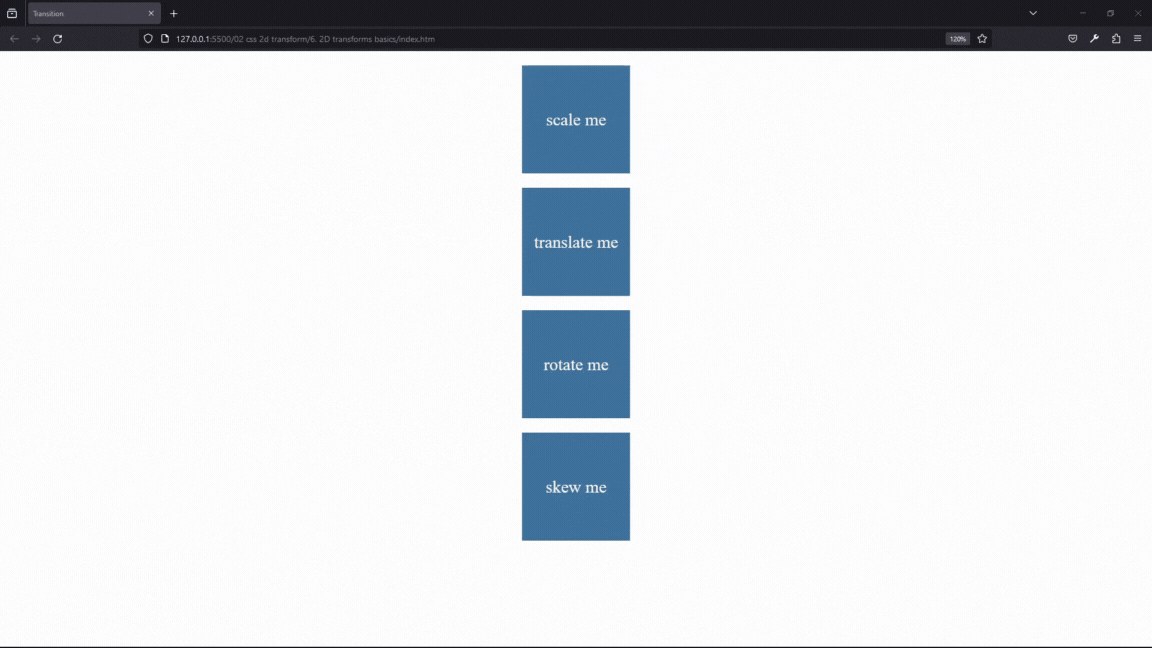 Transition
127.0.0.1:5500/02 css 2d transform/6. 2D transforms basics/index.htm
120%
scale me
translate me
rotate me
skew me